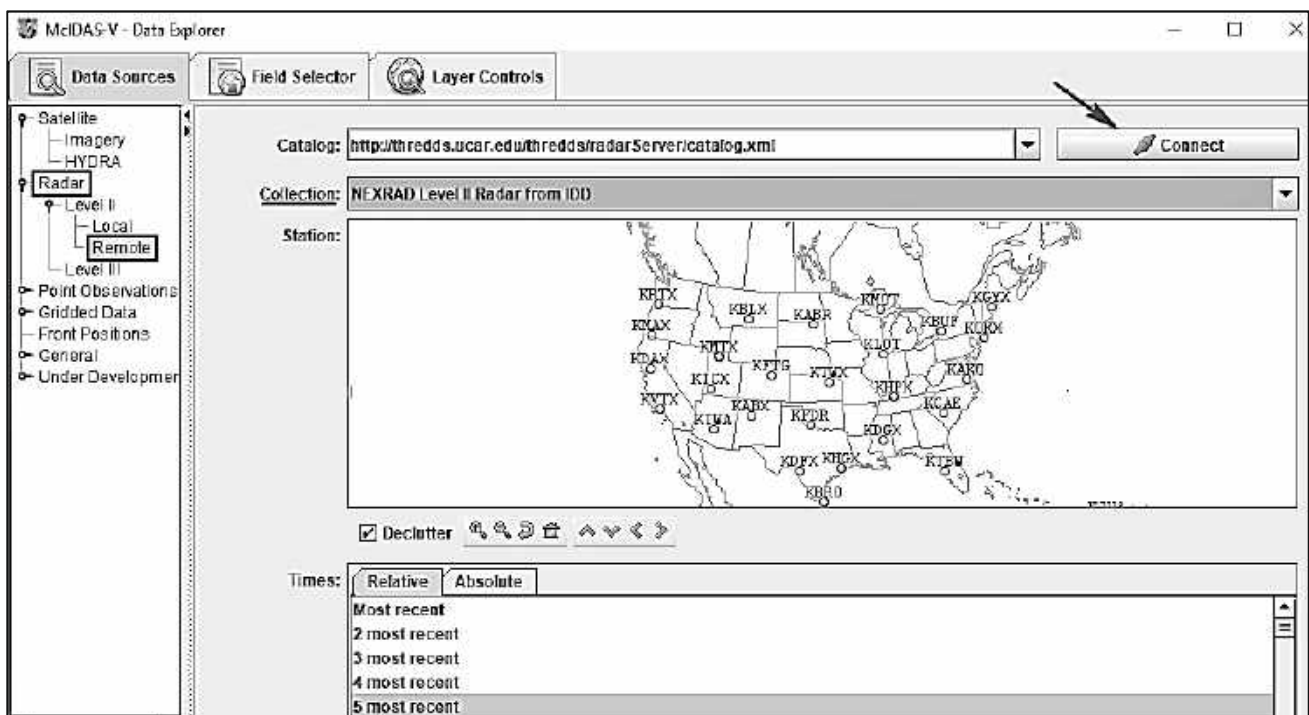 McIDAS-V - Data Explorer
Data Sources
Field Selector
Layer Controls
Satellite
Imagery
HYDRA
Radar
Level II
Local
Remote
Level III
Point Observations
Gridded Data
Front Positions
General
Under Developmer
Catalog: http://thredds.ucar.edu/thredds/radarServer/catalog.xml
Connect
Collection: NEXRAD Level II Radar from IDD
Station:
KRTX
KBLX
KABR
KMQT
KGYX
KMAX
KBUF
KOKX
KMTX
KLOT
KDAX
KFTG
KTWX
KAKQ
KICX
KHPX
KVTX
KABX
KCAE
KIWA
KFDR
KDGX
KDFX
KHGX
KTBW
KBRO
Declutter
Times:
Relative
Absolute
Most recent
2 most recent
3 most recent
4 most recent
5 most recent